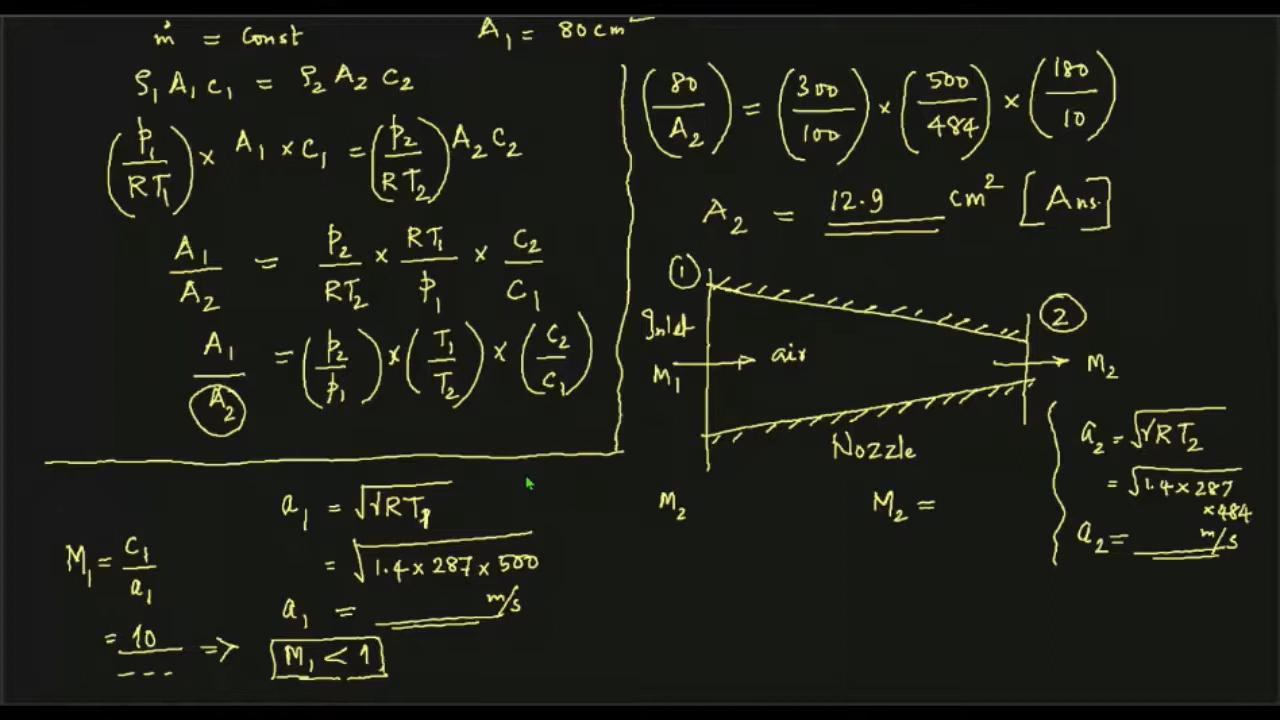 ṁ = Const
A₁ = 80 cm²
ρ₁ A₁ c₁ = ρ₂ A₂ c₂
(p₁/RT₁) × A₁ × c₁ = (p₂/RT₂) A₂ c₂
A₁/A₂ = p₂/RT₂ × RT₁/p₁ × c₂/c₁
A₁/A₂ = (p₂/p₁) × (T₁/T₂) × (c₂/c₁)
(80/A₂) = (300/100) × (500/484) × (180/10)
A₂ = 12.9 cm² [Ans.]
①
Inlet
M₁
air
②
M₂
Nozzle
M₂
M₂ =
a₂ = √γRT₂
= √1.4 × 287 × 484
a₂ = ____ m/s
a₁ = √γRT₁
= √1.4 × 287 × 500
a₁ = ____ m/s
M₁ = c₁/a₁
= 10/---
⇒ M₁ < 1